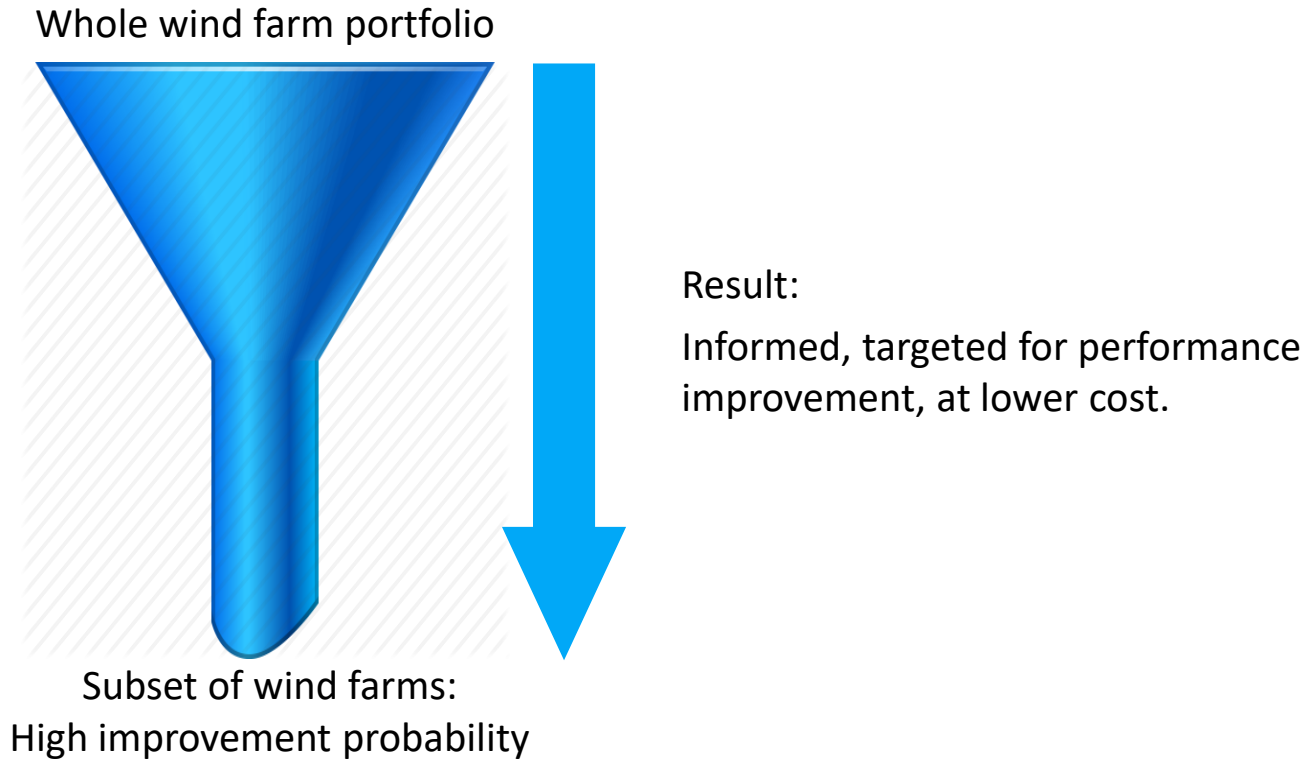 Whole wind farm portfolio
Result:
Informed, targeted for performance
improvement, at lower cost.
Subset of wind farms:
High improvement probability